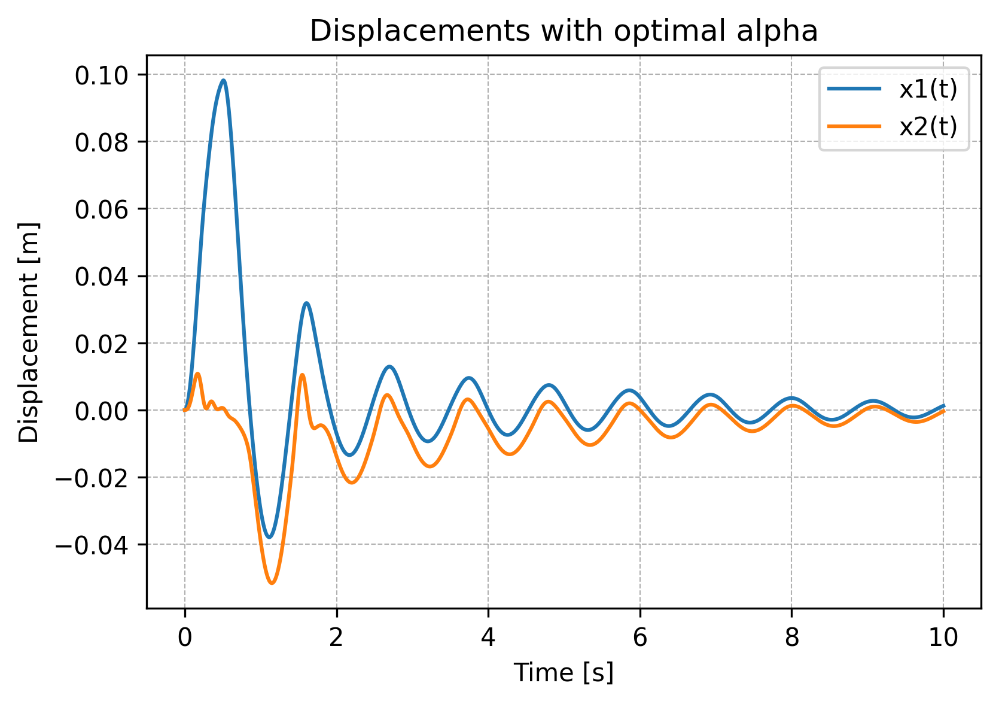 Displacements with optimal alpha
x1(t)
x2(t)
Displacement [m]
0.10
0.08
0.06
0.04
0.02
0.00
−0.02
−0.04
0 2 4 6 8 10
Time [s]